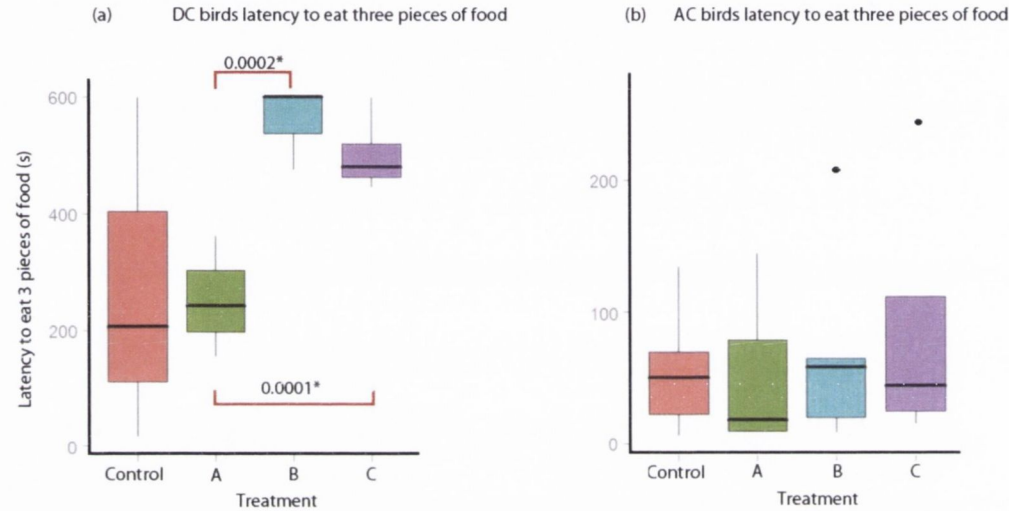 (a) DC birds latency to eat three pieces of food
0.0002*
600
400
200
0
Latency to eat 3 pieces of food (s)
0.0001*
Control A B C
Treatment
(b) AC birds latency to eat three pieces of food
200
100
0
Control A B C
Treatment